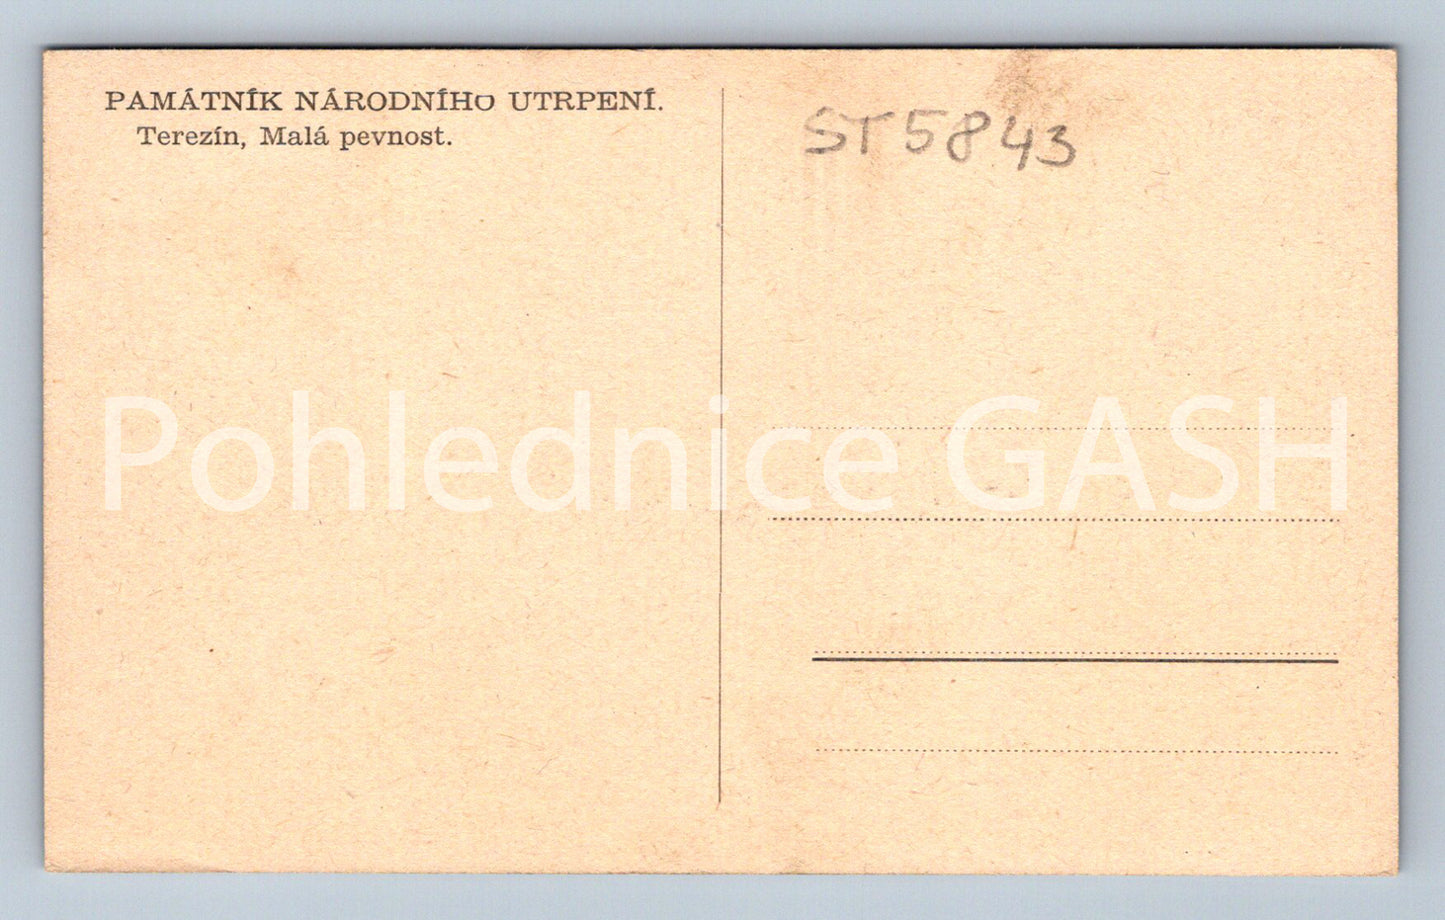 PAMÁTNÍK NÁRODNÍHO UTRPENÍ.
Terezín, Malá pevnost.
ST5843
Pohlednice GASH